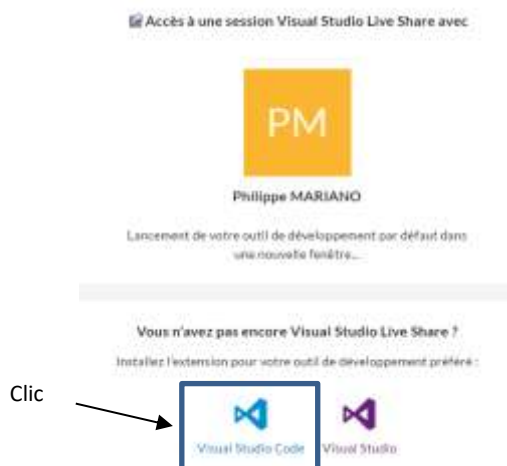 Accès à une session Visual Studio Live Share avec
PM
Philippe MARIANO
Lancement de votre outil de développement par défaut dans
une nouvelle fenêtre...
Vous n'avez pas encore Visual Studio Live Share ?
Installez l'extension pour votre outil de développement préféré :
Clic
Visual Studio Code
Visual Studio